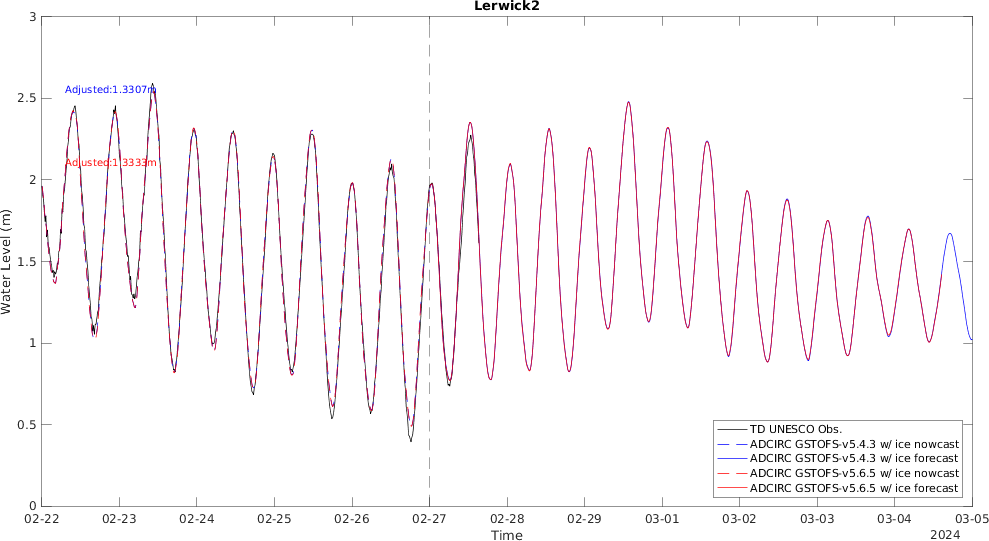 Lerwick2
3
2.5
2
1.5
1
0.5
0
Water Level (m)
Adjusted:1.3307m
Adjusted:1.3333m
TD UNESCO Obs.
ADCIRC GSTOFS-v5.4.3 w/ ice nowcast
ADCIRC GSTOFS-v5.4.3 w/ ice forecast
ADCIRC GSTOFS-v5.6.5 w/ ice nowcast
ADCIRC GSTOFS-v5.6.5 w/ ice forecast
02-22 02-23 02-24 02-25 02-26 02-27 02-28 02-29 03-01 03-02 03-03 03-04 03-05
Time
2024